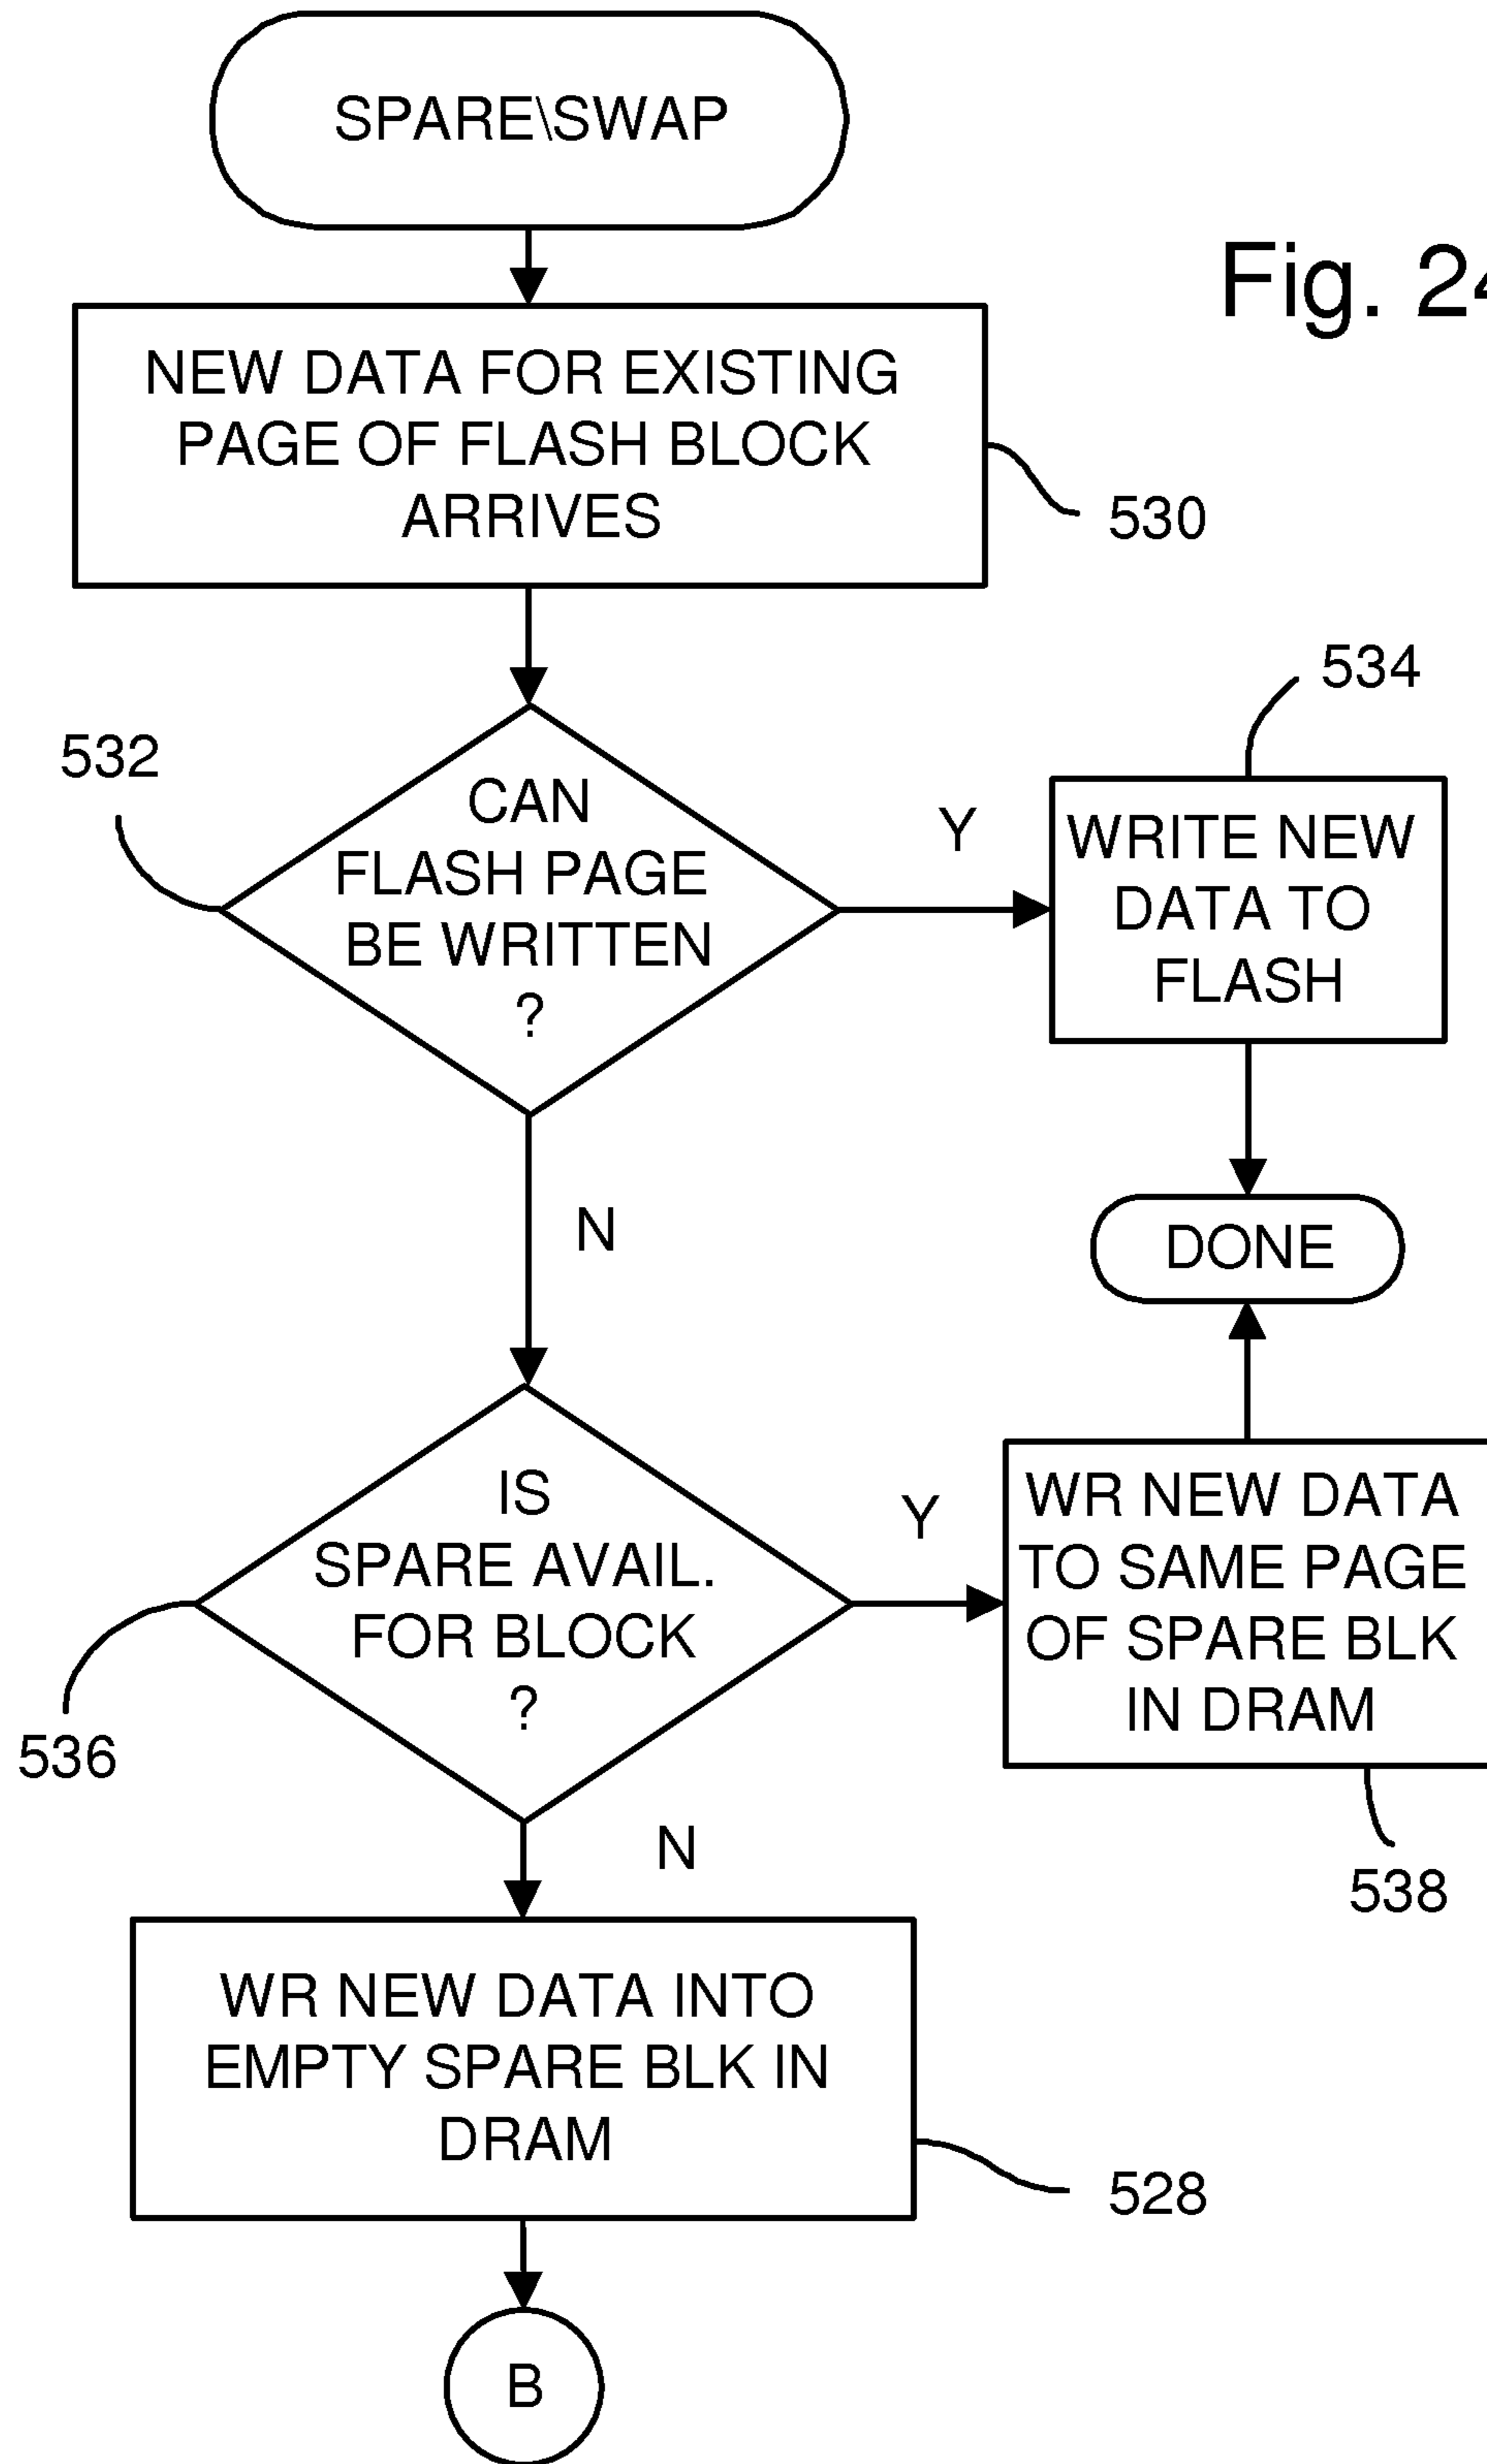 SPARE\SWAP
Fig. 24
NEW DATA FOR EXISTING
PAGE OF FLASH BLOCK
ARRIVES
530
534
532
CAN
FLASH PAGE
BE WRITTEN
?
Y
WRITE NEW
DATA TO
FLASH
N
DONE
IS
SPARE AVAIL.
FOR BLOCK
?
Y
WR NEW DATA
TO SAME PAGE
OF SPARE BLK
IN DRAM
536
N
538
WR NEW DATA INTO
EMPTY SPARE BLK IN
DRAM
528
B